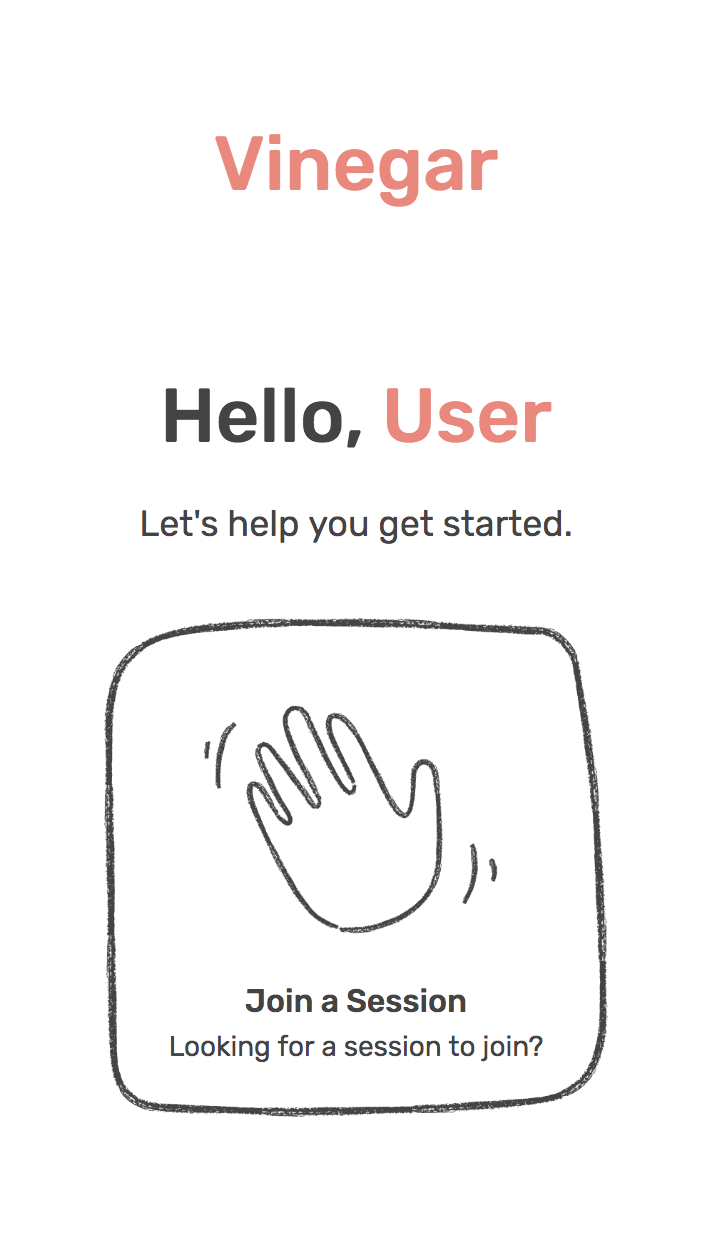 Vinegar
Hello, User
Let's help you get started.
Join a Session
Looking for a session to join?